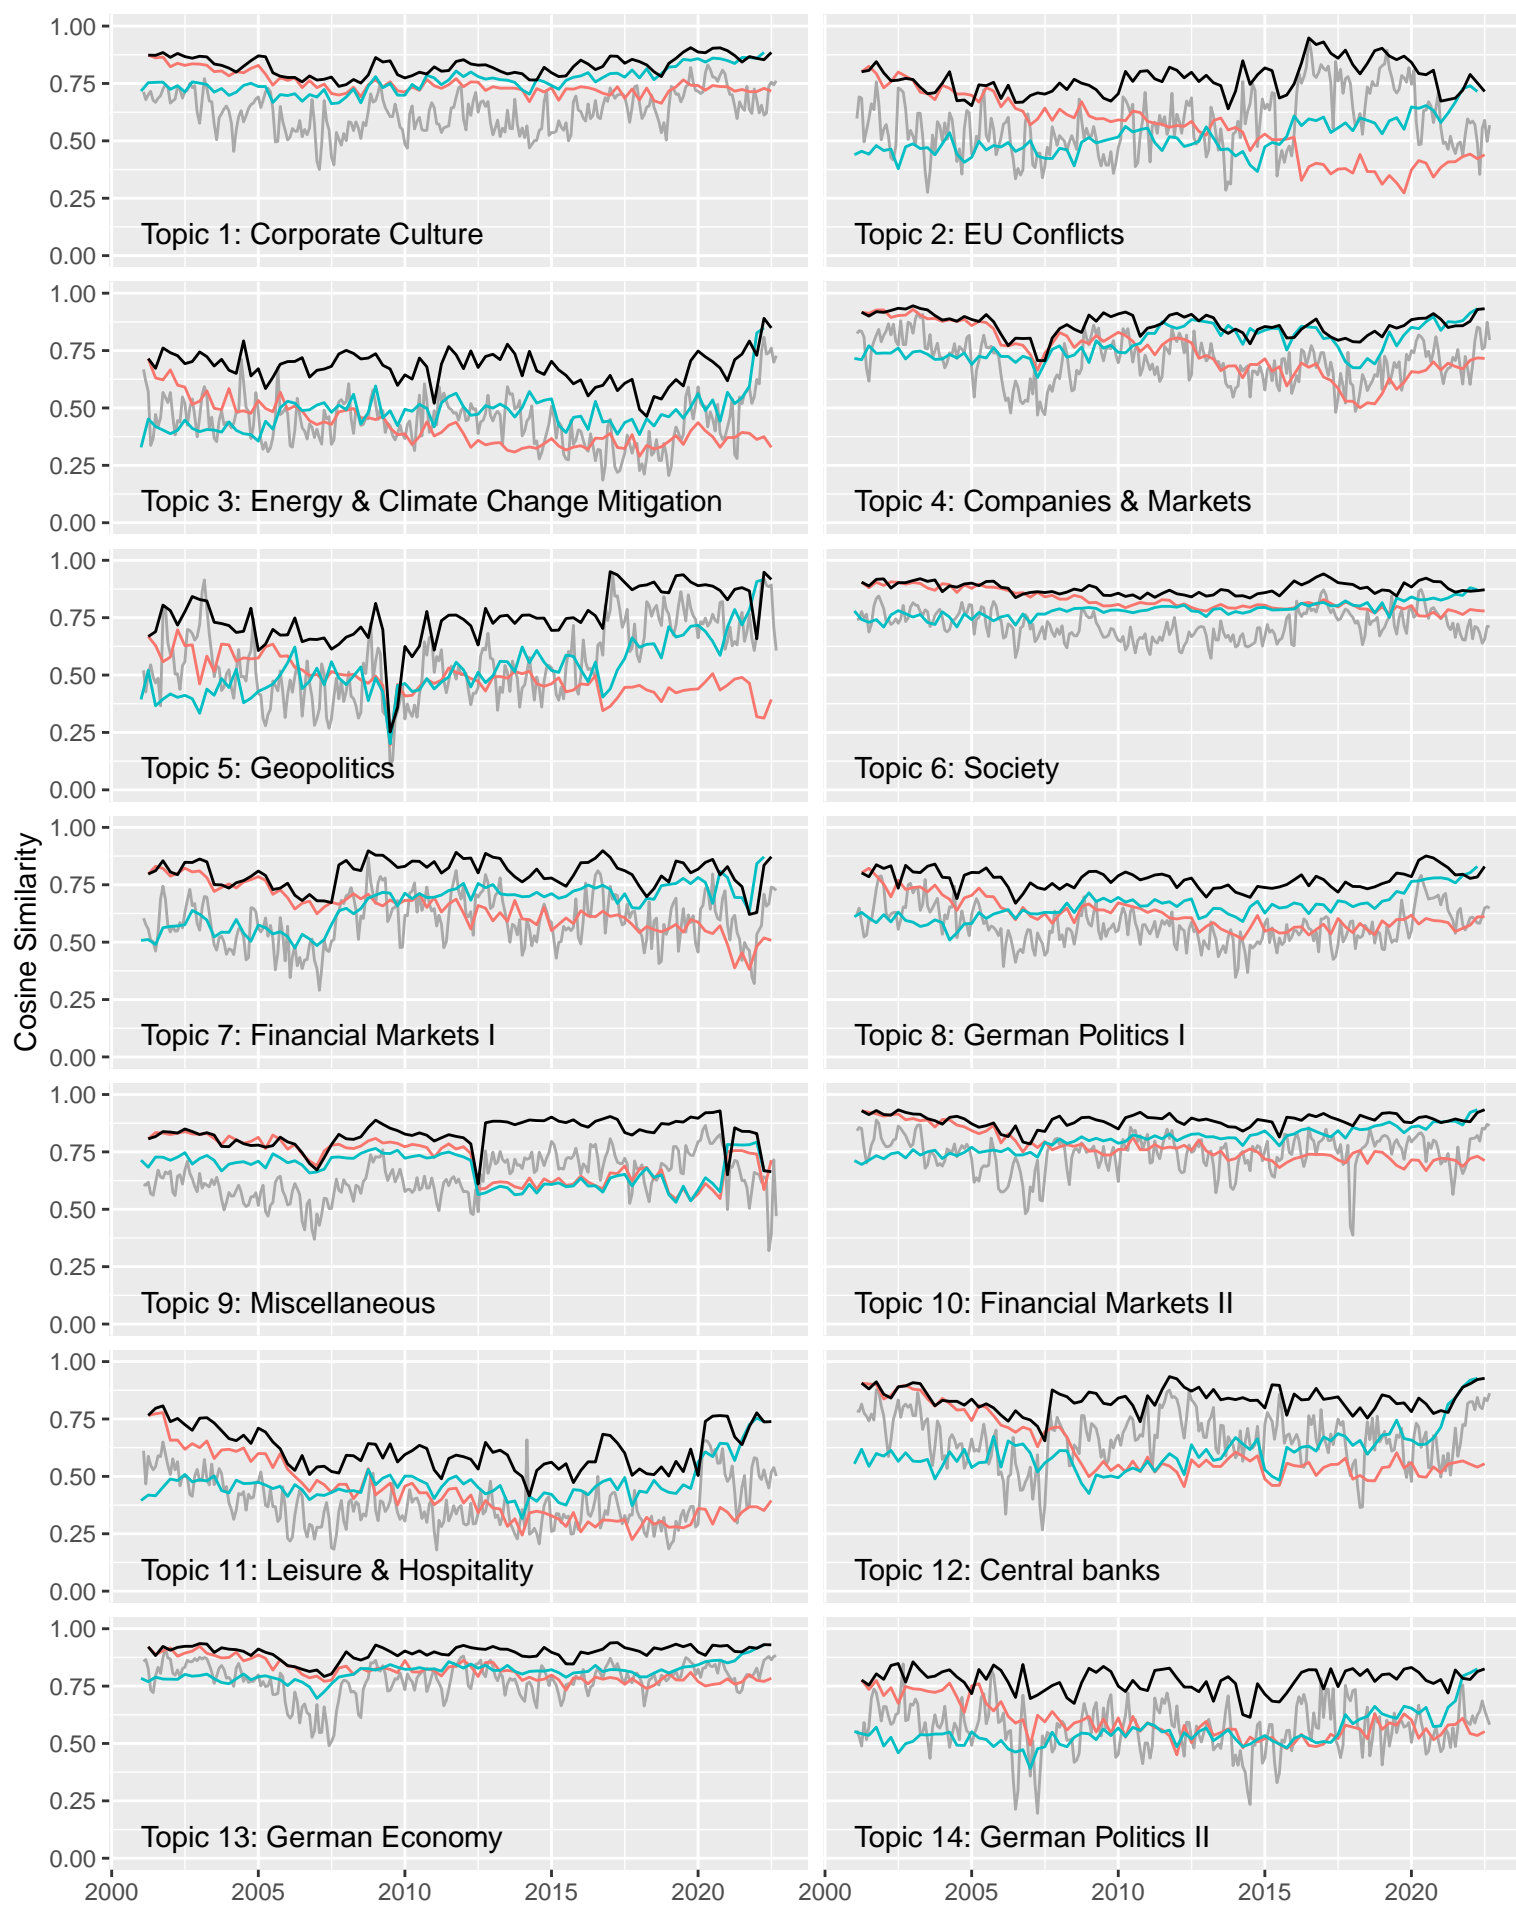 Cosine Similarity
1.00
0.75
0.50
0.25
0.00
Topic 1: Corporate Culture
Topic 2: EU Conflicts
1.00
0.75
0.50
0.25
0.00
Topic 3: Energy & Climate Change Mitigation
Topic 4: Companies & Markets
1.00
0.75
0.50
0.25
0.00
Topic 5: Geopolitics
Topic 6: Society
1.00
0.75
0.50
0.25
0.00
Topic 7: Financial Markets I
Topic 8: German Politics I
1.00
0.75
0.50
0.25
0.00
Topic 9: Miscellaneous
Topic 10: Financial Markets II
1.00
0.75
0.50
0.25
0.00
Topic 11: Leisure & Hospitality
Topic 12: Central banks
1.00
0.75
0.50
0.25
0.00
Topic 13: German Economy
Topic 14: German Politics II
2000 2005 2010 2015 2020
2000 2005 2010 2015 2020